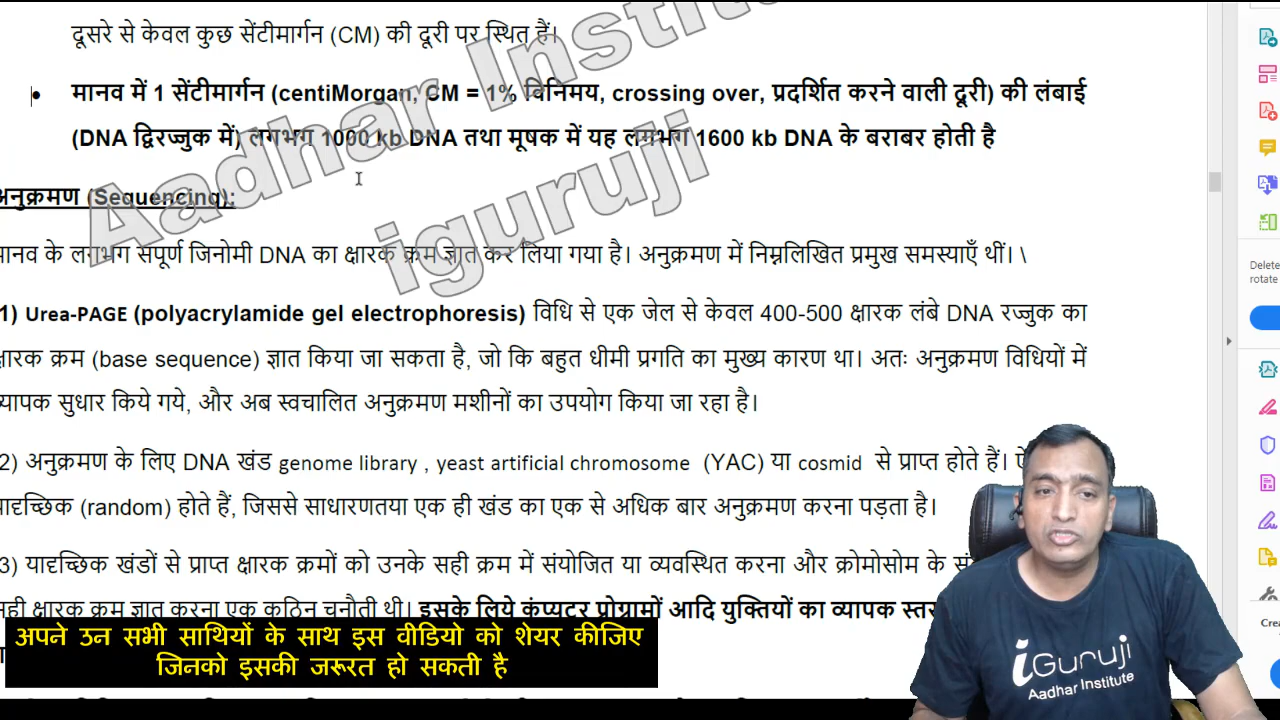 दूसरे से केवल कुछ सेंटीमार्गन (CM) की दूरी पर स्थित हैं।
• मानव में 1 सेंटीमार्गन (centiMorgan, CM = 1% विनिमय, crossing over, प्रदर्शित करने वाली दूरी) की लंबाई
(DNA द्विरज्जुक में) लगभग 1000 kb DNA तथा मूषक में यह लगभग 1600 kb DNA के बराबर होती है
अनुक्रमण (Sequencing):
मानव के लगभग संपूर्ण जिनोमी DNA का क्षारक क्रम ज्ञात कर लिया गया है। अनुक्रमण में निम्नलिखित प्रमुख समस्याएँ थीं। \
1) Urea-PAGE (polyacrylamide gel electrophoresis) विधि से एक जेल से केवल 400-500 क्षारक लंबे DNA रज्जुक का
क्षारक क्रम (base sequence) ज्ञात किया जा सकता है, जो कि बहुत धीमी प्रगति का मुख्य कारण था। अतः अनुक्रमण विधियों में
व्यापक सुधार किये गये, और अब स्वचालित अनुक्रमण मशीनों का उपयोग किया जा रहा है।
2) अनुक्रमण के लिए DNA खंड genome library , yeast artificial chromosome (YAC) या cosmid से प्राप्त होते हैं।
यादृच्छिक (random) होते हैं, जिससे साधारणतया एक ही खंड का एक से अधिक बार अनुक्रमण करना पड़ता है।
3) यादृच्छिक खंडों से प्राप्त क्षारक क्रमों को उनके सही क्रम में संयोजित या व्यवस्थित करना और क्रोमोसोम के
सही क्षारक क्रम ज्ञात करना एक कठिन चुनौती थी। इसके लिये कंप्यूटर प्रोग्रामों आदि युक्तियों का व्यापक
अपने उन सभी साथियों के साथ इस वीडियो को शेयर कीजिए
जिनको इसकी जरूरत हो सकती है
Aadhar Institu
iguruji
iGuruji
Aadhar Institute
Delete
rotate